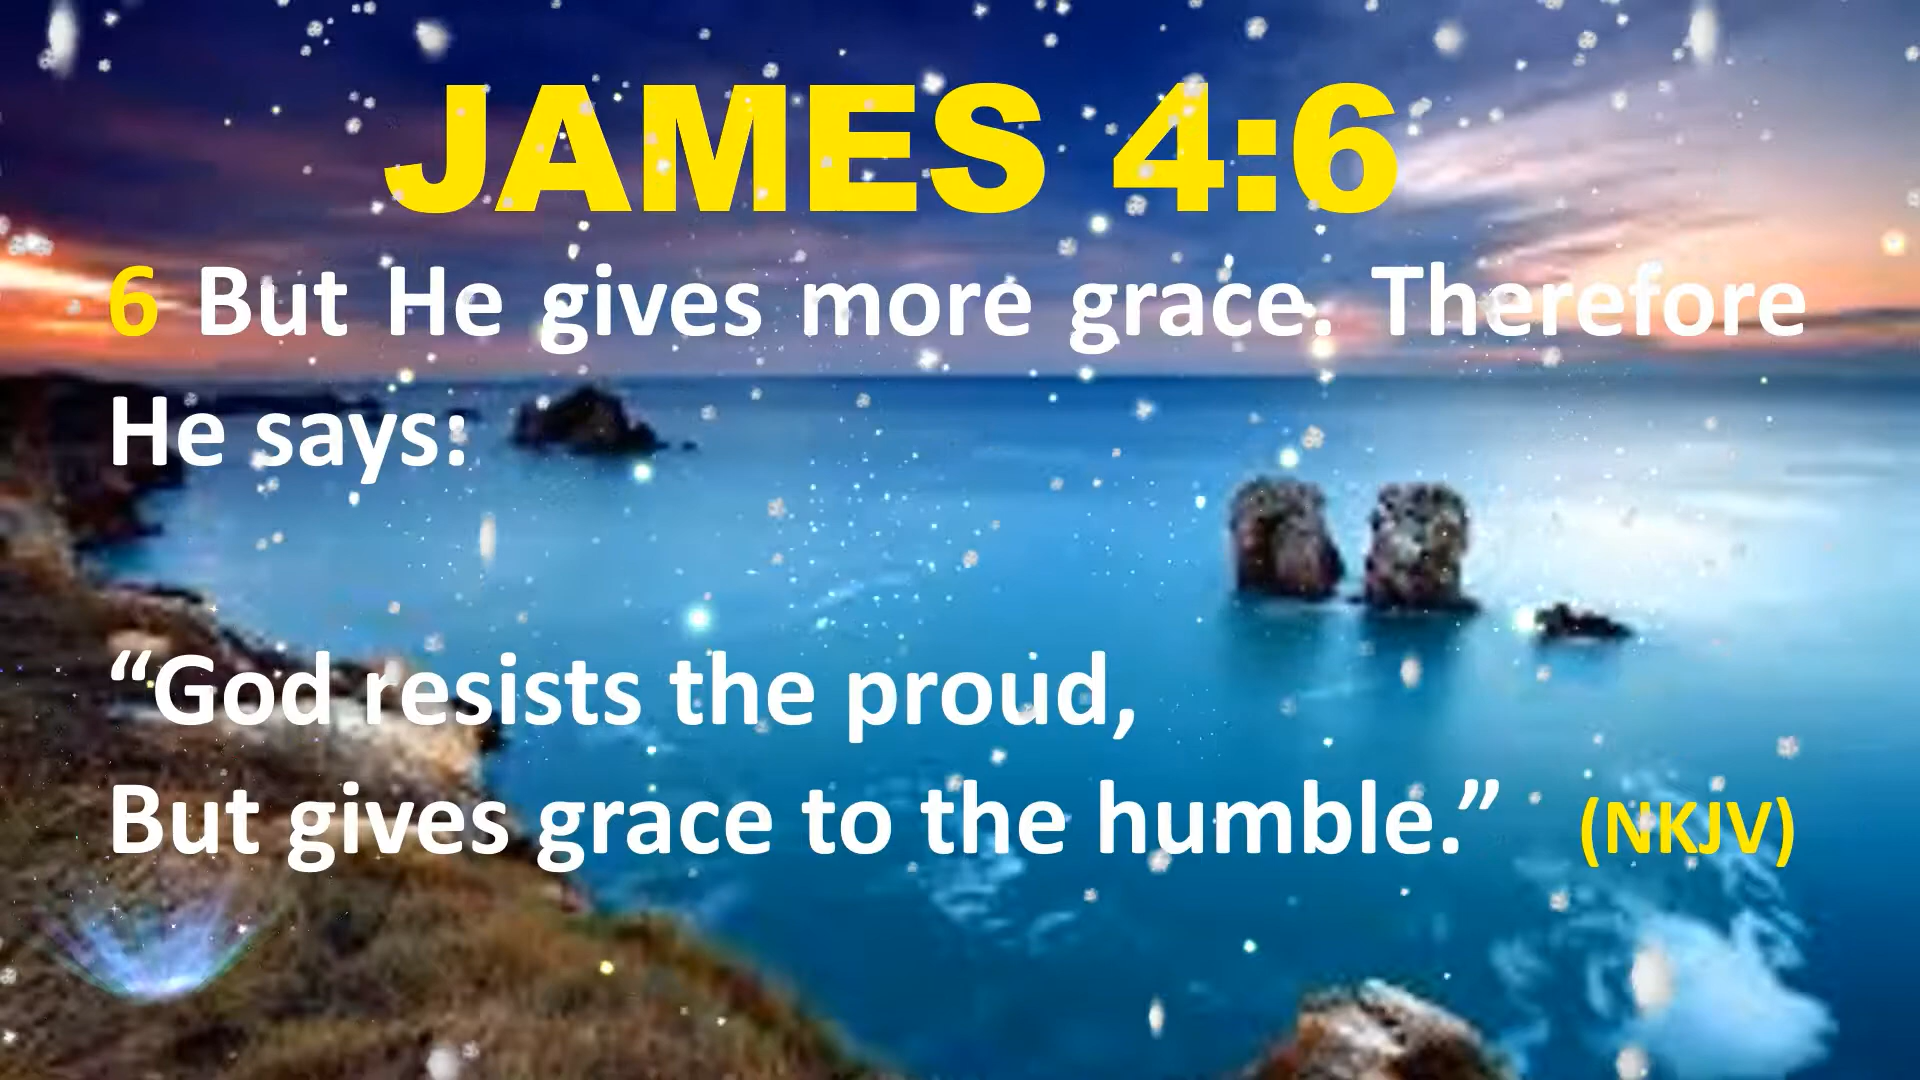 JAMES 4:6
6 But He gives more grace. Therefore
He says:
“God resists the proud,
But gives grace to the humble.” (NKJV)